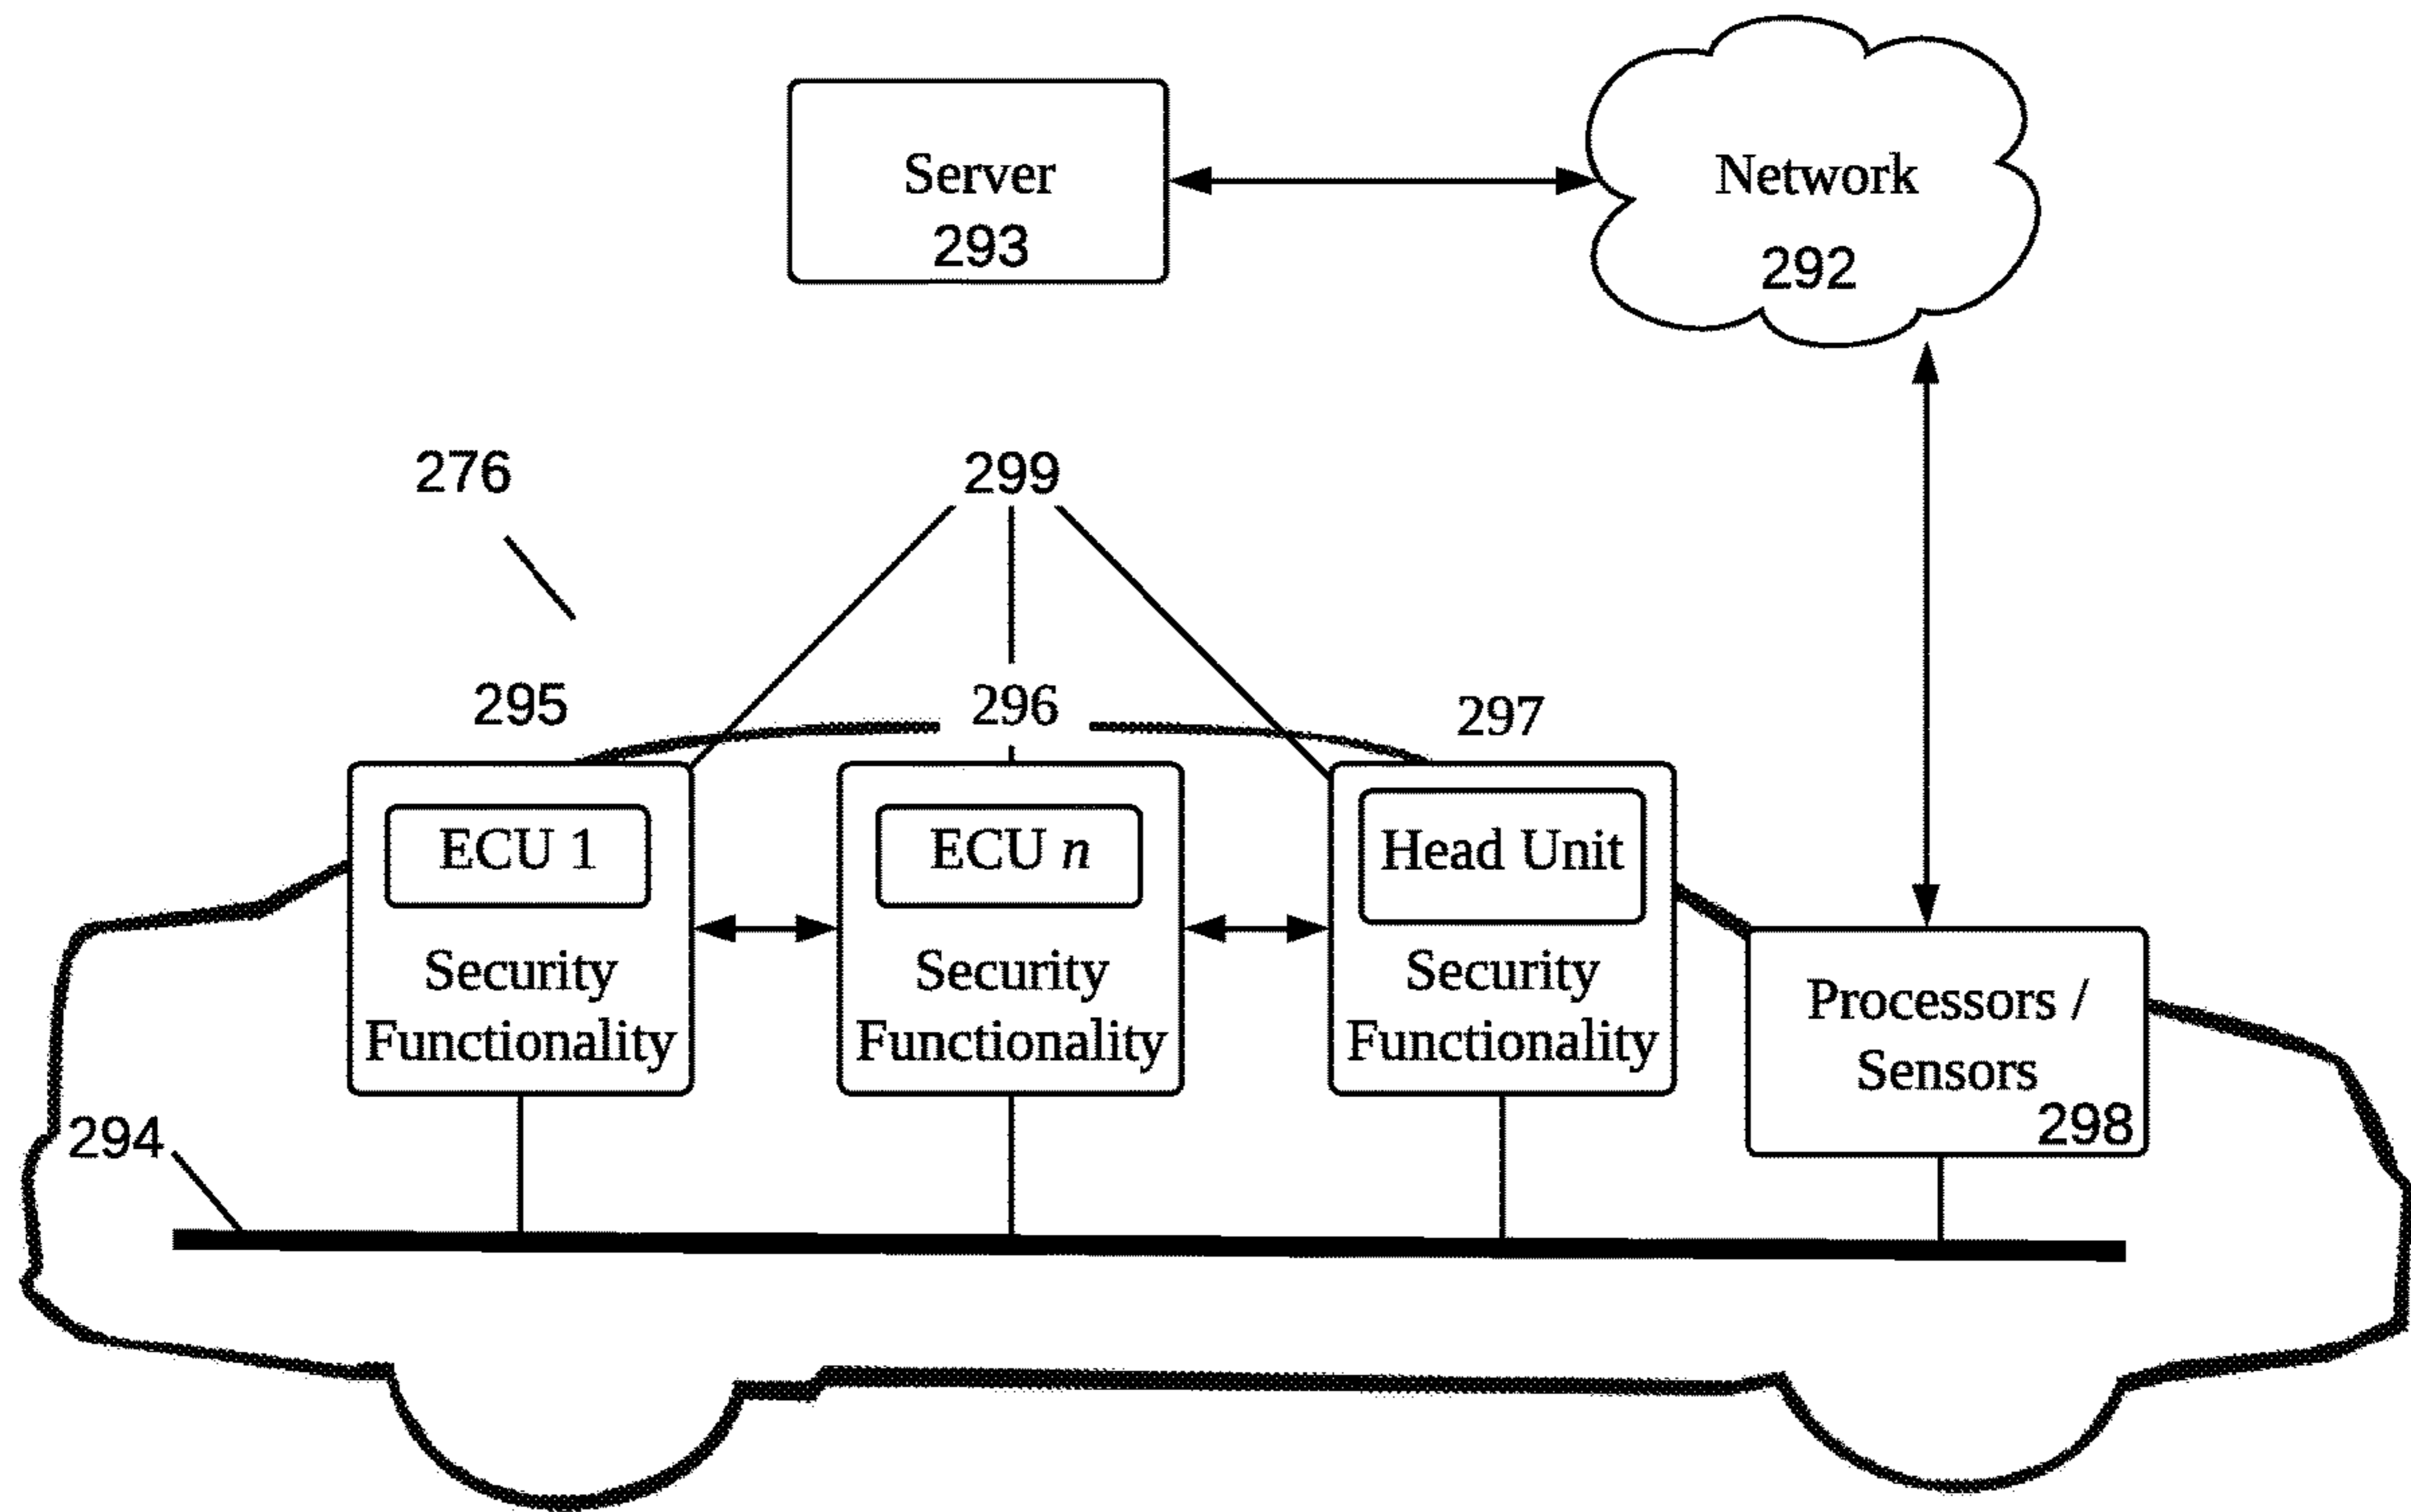 Server
293
Network
292
276
299
295
296
297
ECU 1
Security
Functionality
ECU n
Security
Functionality
Head Unit
Security
Functionality
Processors /
Sensors
298
294